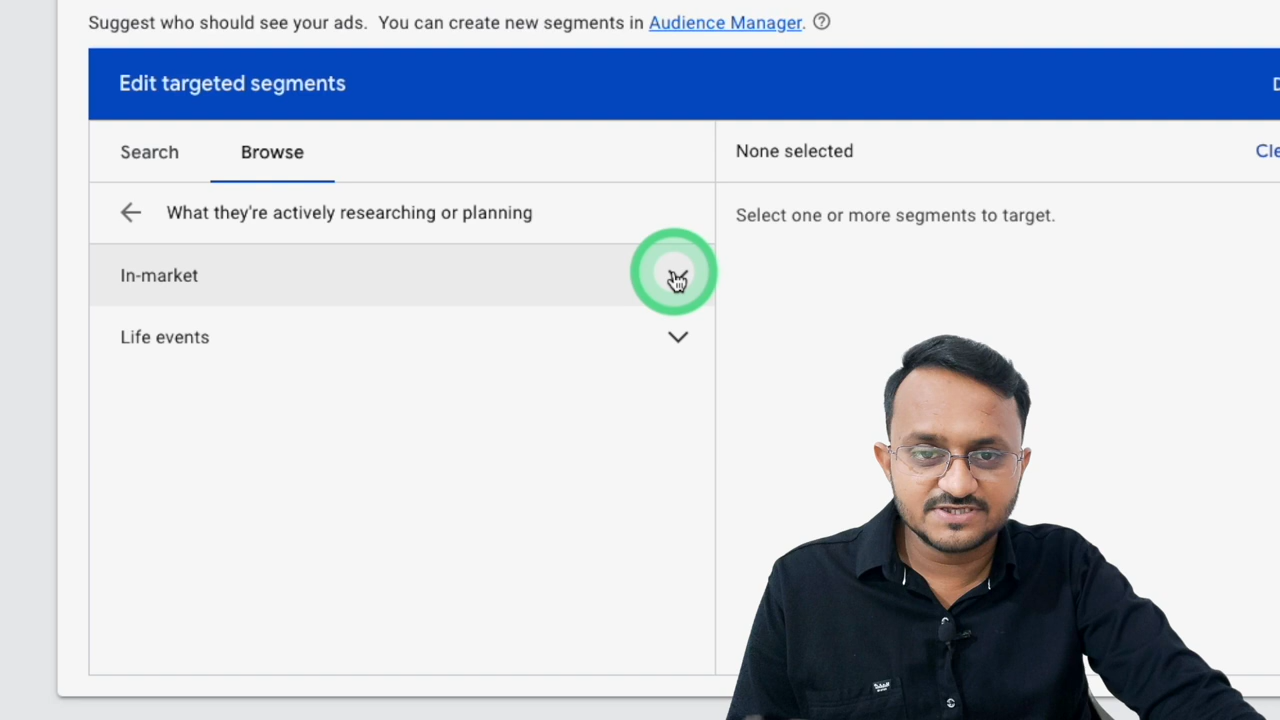 Suggest who should see your ads. You can create new segments in Audience Manager.
Edit targeted segments
Search Browse
None selected
What they're actively researching or planning
Select one or more segments to target.
In-market
Life events